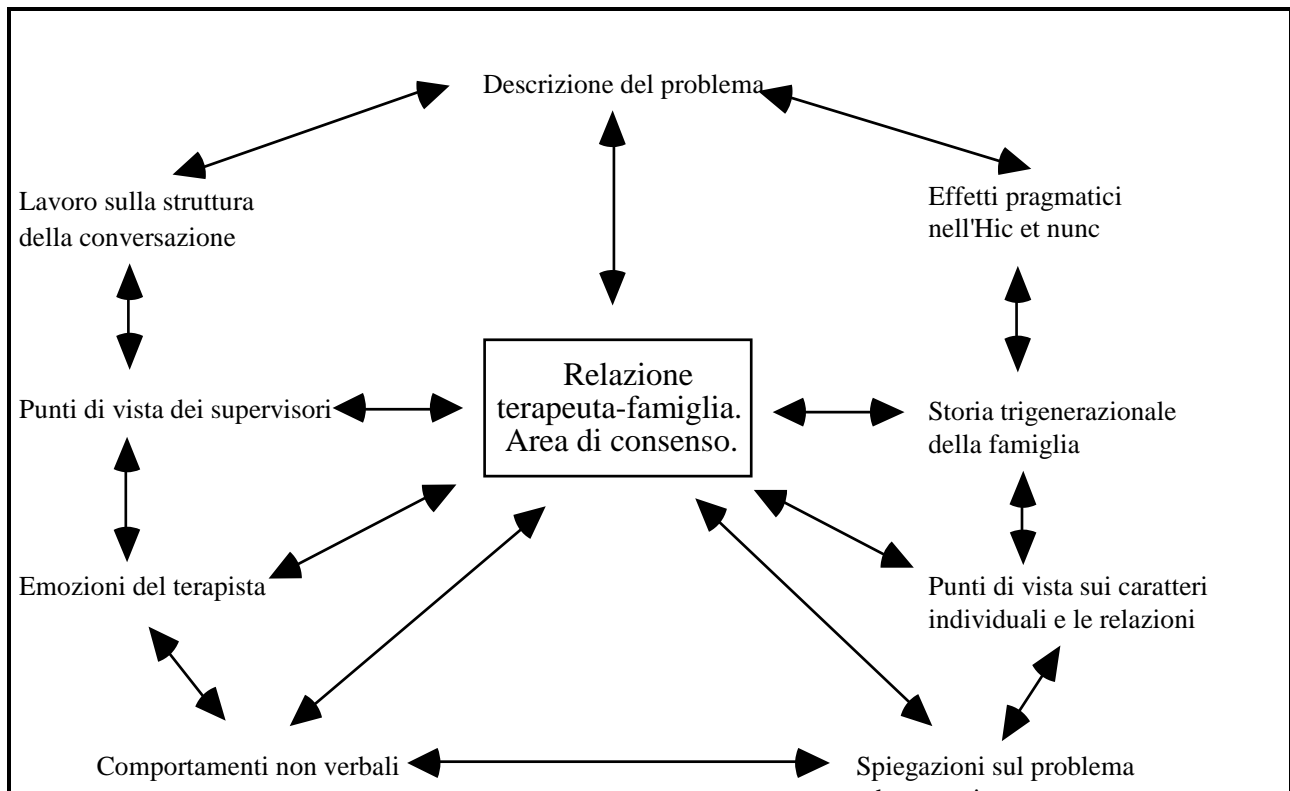 Descrizione del problema
Lavoro sulla struttura
della conversazione
Effetti pragmatici
nell'Hic et nunc
Relazione
terapeuta-famiglia.
Area di consenso.
Punti di vista dei supervisori
Storia trigenerazionale
della famiglia
Emozioni del terapista
Punti di vista sui caratteri
individuali e le relazioni
Comportamenti non verbali
Spiegazioni sul problema